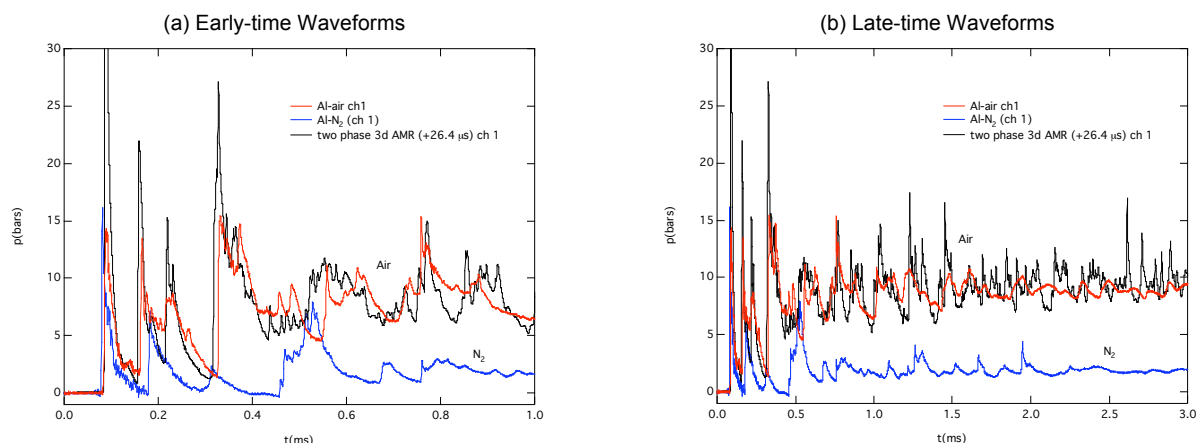 (a) Early-time Waveforms
30
25
20
15
10
5
0
p(bars)
Al-air ch1
Al-N₂ (ch 1)
two phase 3d AMR (+26.4 μs) ch 1
Air
N₂
0.0 0.2 0.4 0.6 0.8 1.0
t(ms)
(b) Late-time Waveforms
30
25
20
15
10
5
0
p(bars)
Al-air ch1
Al-N₂ (ch 1)
two phase 3d AMR (+26.4 μs) ch 1
Air
N₂
0.0 0.5 1.0 1.5 2.0 2.5 3.0
t(ms)